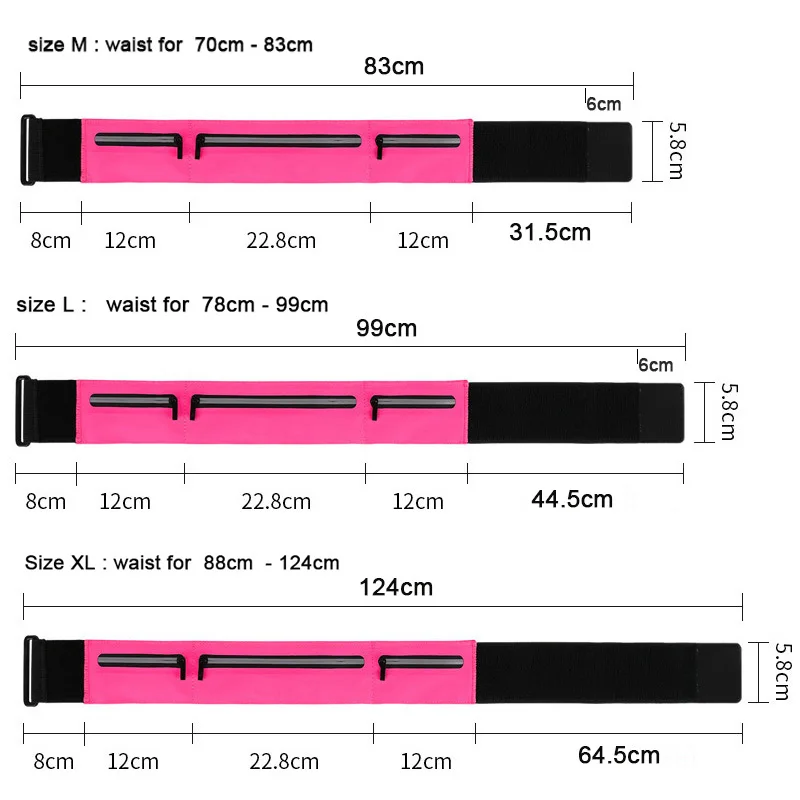 size M : waist for 70cm - 83cm
83cm
6cm
5.8cm
8cm 12cm 22.8cm 12cm 31.5cm
size L : waist for 78cm - 99cm
99cm
6cm
5.8cm
8cm 12cm 22.8cm 12cm 44.5cm
Size XL : waist for 88cm - 124cm
124cm
5.8cm
8cm 12cm 22.8cm 12cm 64.5cm